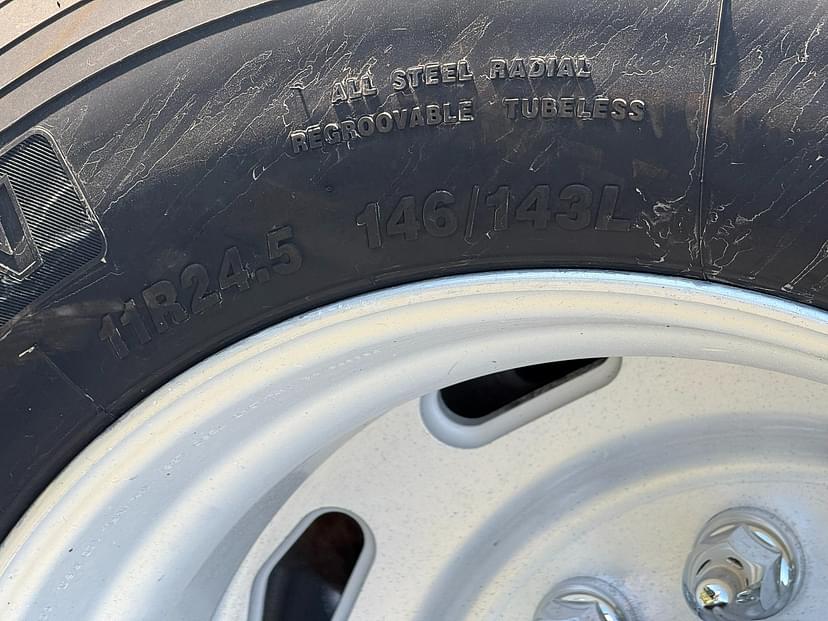 ALL STEEL RADIAL
REGROOVABLE TUBELESS
146/143L
11R24.5